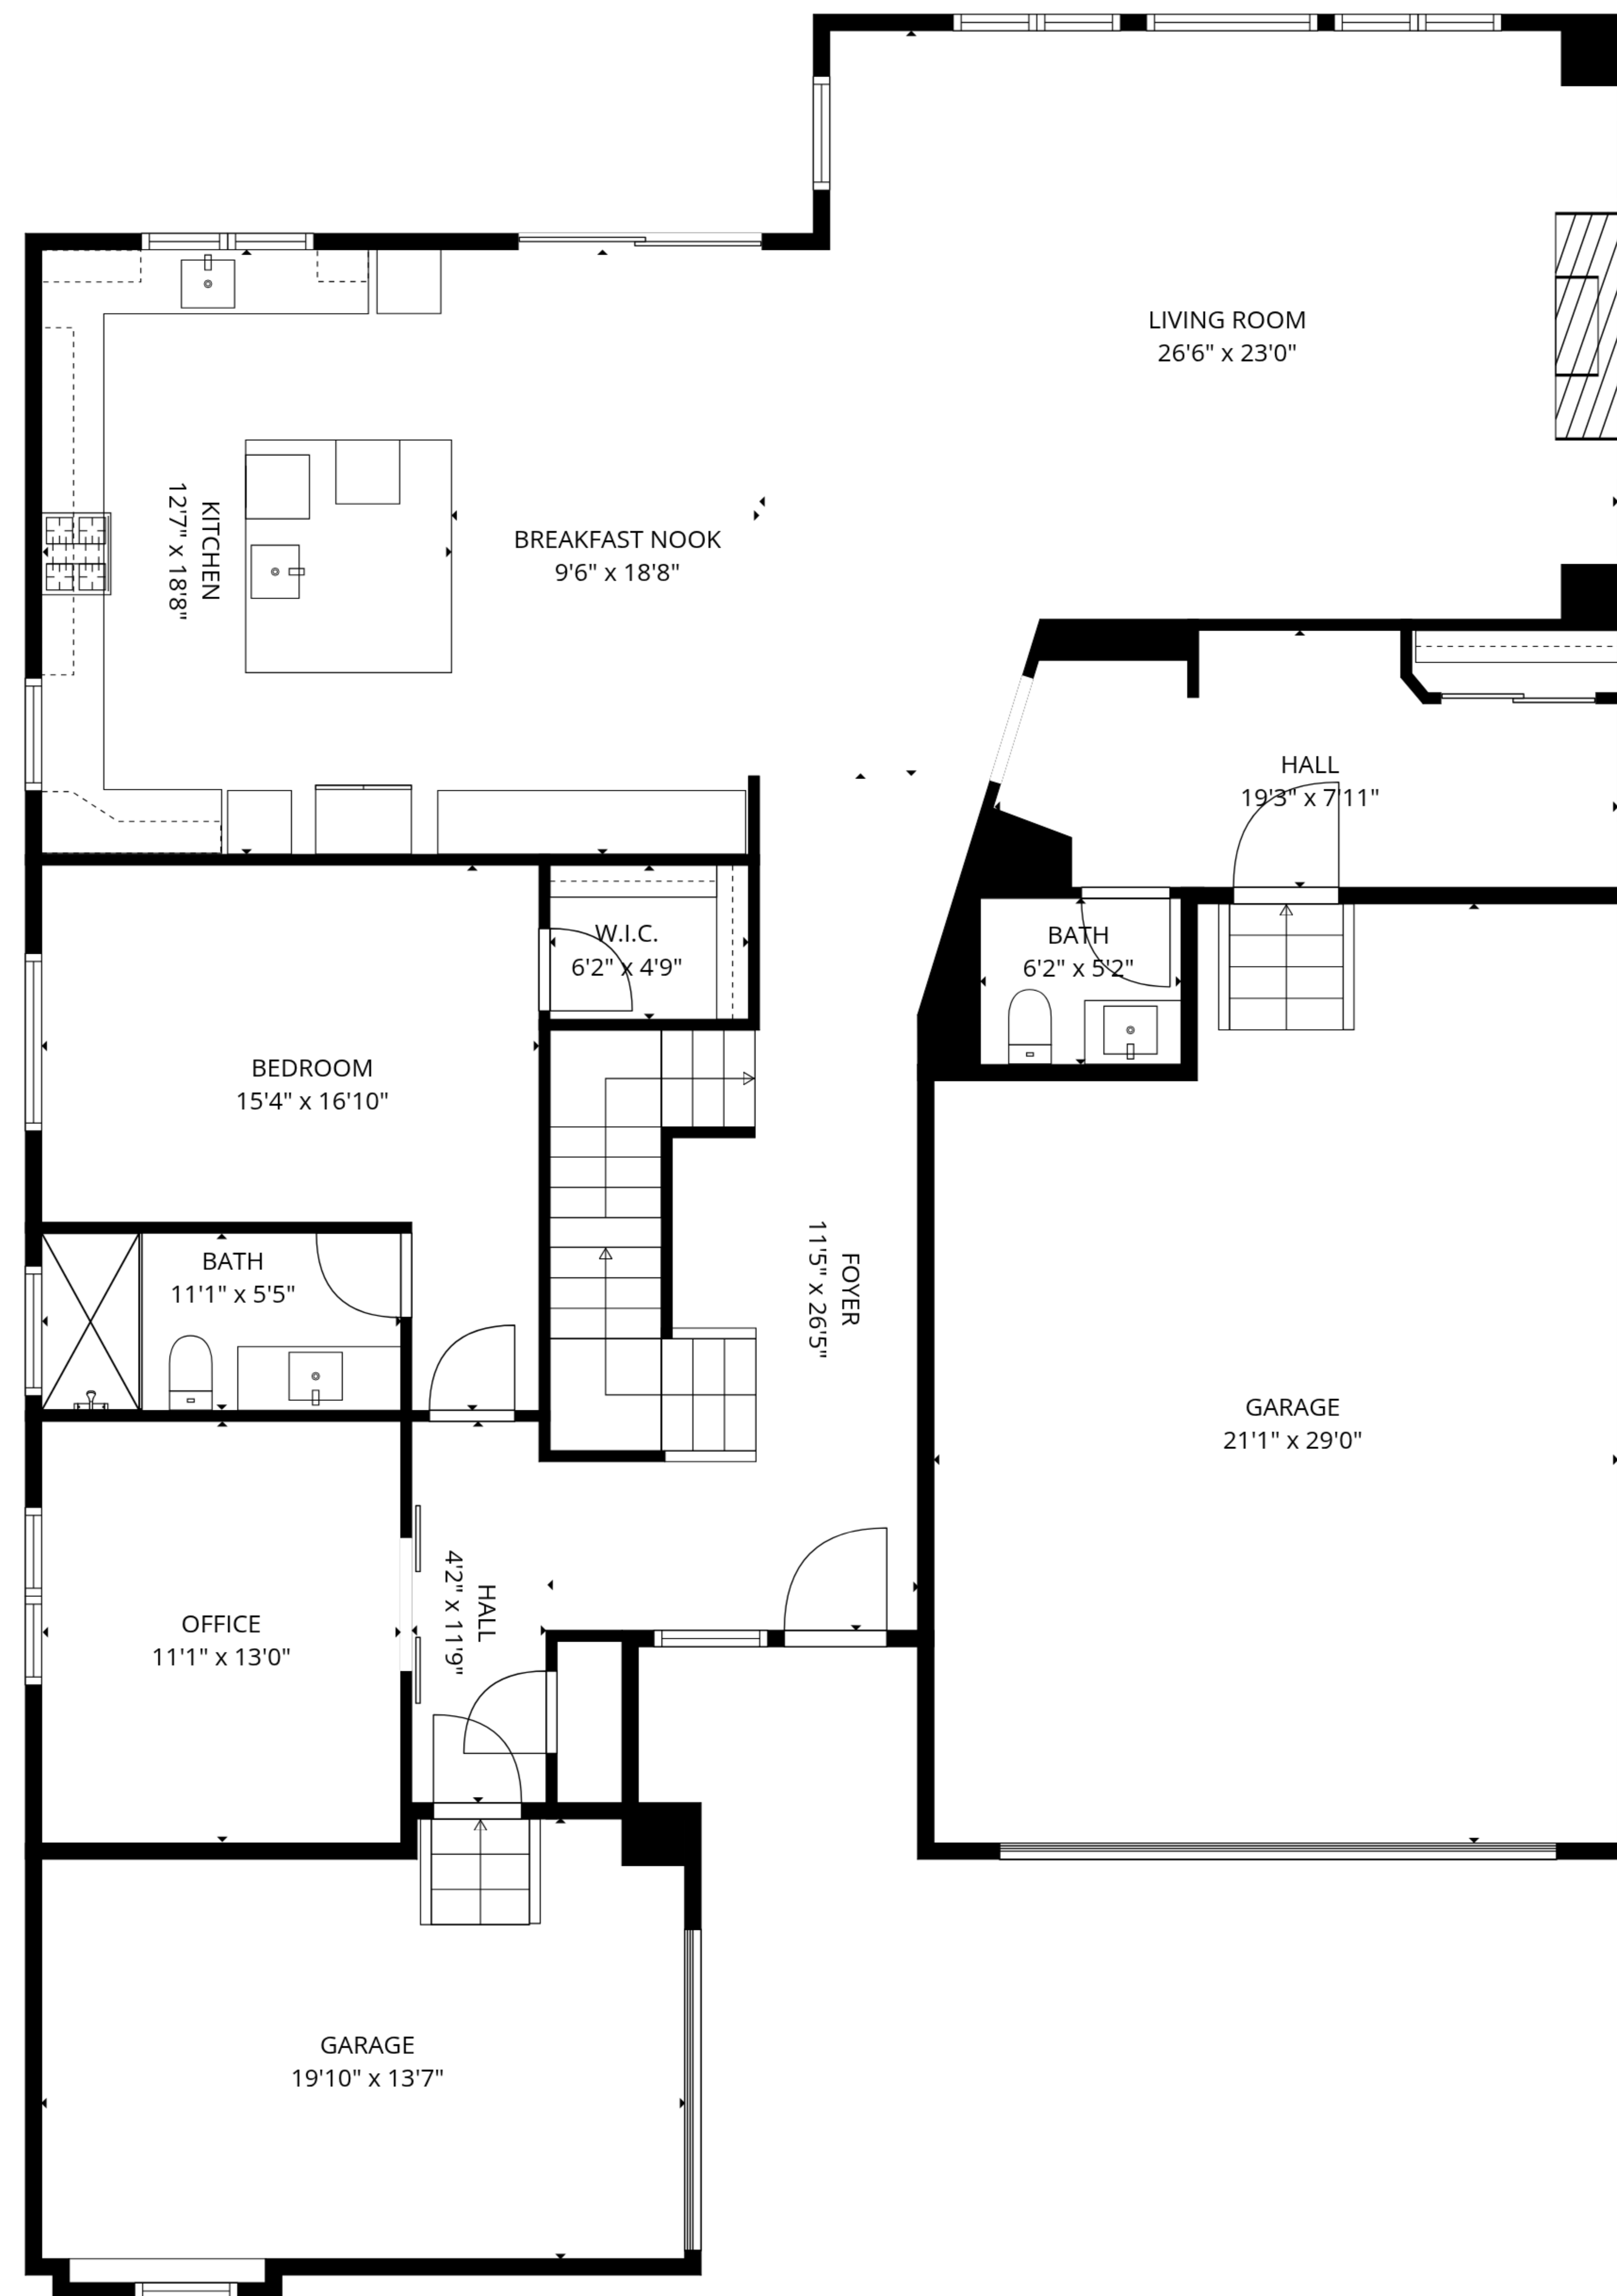 LIVING ROOM
26'6" x 23'0"
KITCHEN
12'7" x 18'8"
BREAKFAST NOOK
9'6" x 18'8"
HALL
19'3" x 7'11"
W.I.C.
6'2" x 4'9"
BATH
6'2" x 5'2"
BEDROOM
15'4" x 16'10"
BATH
11'1" x 5'5"
FOYER
11'5" x 26'5"
GARAGE
21'1" x 29'0"
HALL
4'2" x 11'9"
OFFICE
11'1" x 13'0"
GARAGE
19'10" x 13'7"